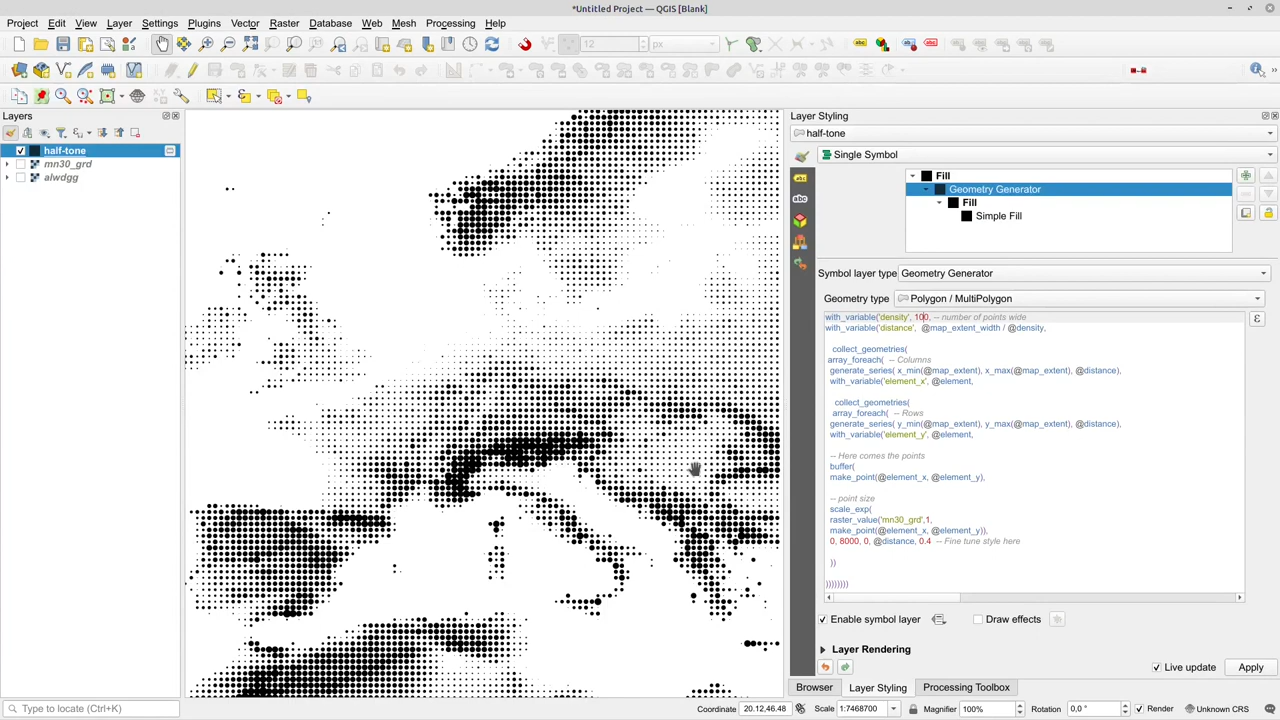 *Untitled Project — QGIS [Blank]
Project Edit View Layer Settings Plugins Vector Raster Database Web Mesh Processing Help
12 px
Layers
half-tone
mn30_grd
alwdgg
Layer Styling
half-tone
Single Symbol
Fill
Geometry Generator
Fill
Simple Fill
Symbol layer type Geometry Generator
Geometry type Polygon / MultiPolygon
with_variable('density', 100, -- number of points wide
with_variable('distance', @map_extent_width / @density,
collect_geometries(
array_foreach( -- Columns
generate_series( x_min(@map_extent), x_max(@map_extent), @distance),
with_variable('element_x', @element,
collect_geometries(
array_foreach( -- Rows
generate_series( y_min(@map_extent), y_max(@map_extent), @distance),
with_variable('element_y', @element,
-- Here comes the points
buffer(
make_point(@element_x, @element_y),
-- point size
scale_exp(
raster_value('mn30_grd',1,
make_point(@element_x, @element_y)),
0, 8000, 0, @distance, 0.4 -- Fine tune style here
))
))))))))
ε
Enable symbol layer Draw effects
Layer Rendering
Live update Apply
Browser Layer Styling Processing Toolbox
Type to locate (Ctrl+K) Coordinate 20.12,46.48 Scale 1:7468700 Magnifier 100% Rotation 0,0 ° Render Unknown CRS